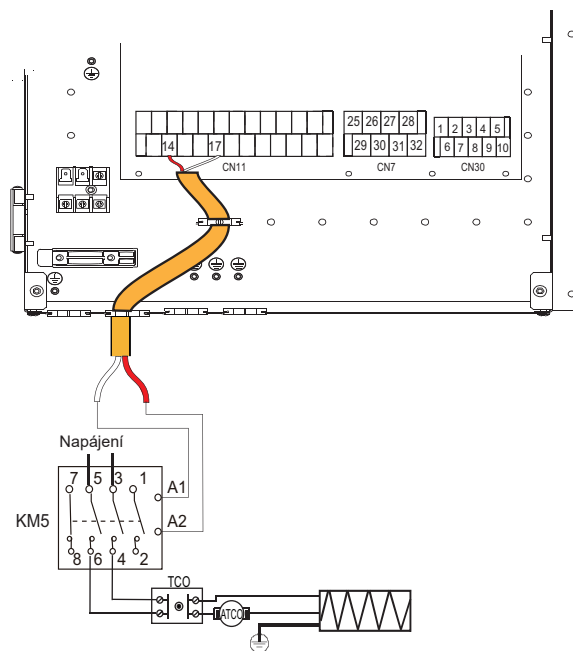 25 26 27 28
1 2 3 4 5
14 17
29 30 31 32
6 7 8 9 10
CN11
CN7
CN30
Napájení
7 5 3 1
A1
KM5
A2
8 6 4 2
TCO
ATCO